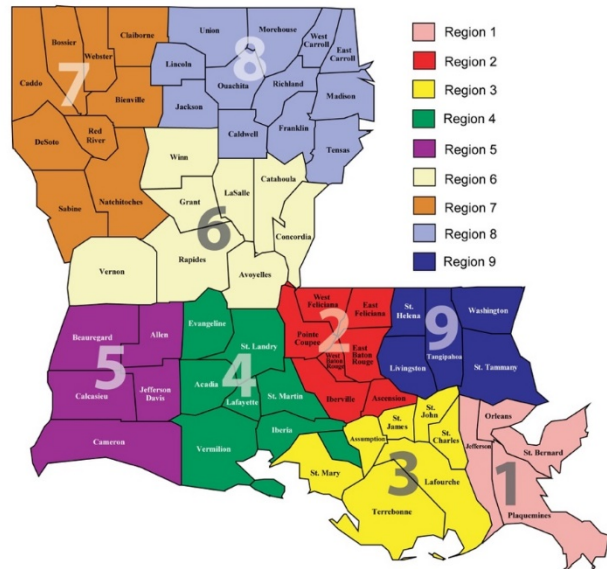 Union
Morehouse
West
Carroll
East
Carroll
Claiborne
Bossier
Webster
8
Lincoln
7
Ouachita
Richland
Caddo
Madison
Bienville
Jackson
Franklin
Caldwell
Tensas
DeSoto
Red
River
Winn
Catahoula
LaSalle
Natchitoches
Grant
Sabine
6
Concordia
Rapides
Avoyelles
Vernon
West Feliciana
East Feliciana
St.
Helena
Washington
Evangeline
2
9
Pointe
Coupee
Beauregard
Allen
St. Landry
East
Baton
Rouge
West
Baton
Rouge
Tangipahoa
Livingston
St. Tammany
5
4
Acadia
Calcasieu
Jefferson
Davis
Lafayette
St. Martin
Iberville
Ascension
St.
James
St.
John
Orleans
Iberia
Assumption
St.
Charles
Cameron
Vermilion
Jefferson
St. Bernard
St. Mary
3
Lafourche
1
Plaquemines
Terrebonne
Region 1
Region 2
Region 3
Region 4
Region 5
Region 6
Region 7
Region 8
Region 9